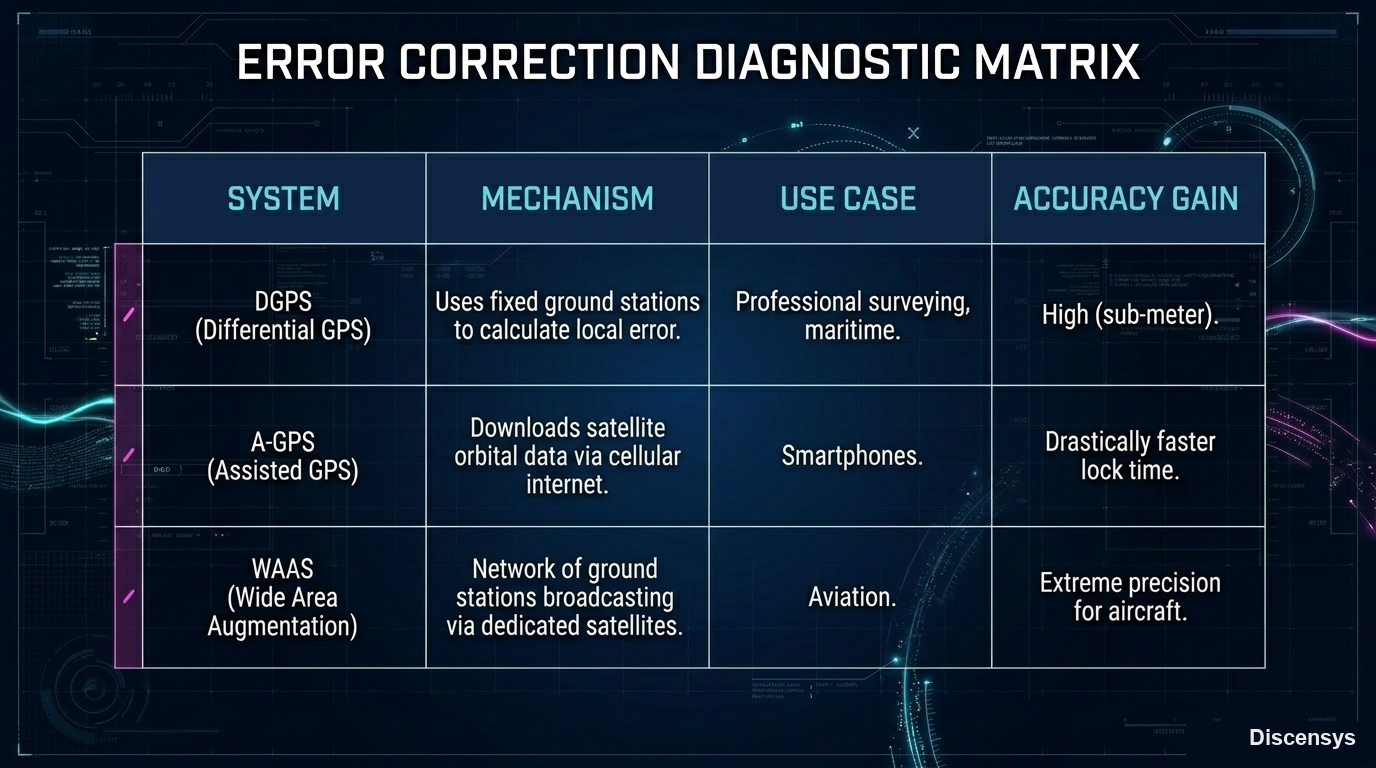 ERROR CORRECTION DIAGNOSTIC MATRIX
SYSTEM
MECHANISM
USE CASE
ACCURACY GAIN
DGPS
(Differential GPS)
Uses fixed ground stations
to calculate local error.
Professional surveying,
maritime.
High (sub-meter).
A-GPS
(Assisted GPS)
Downloads satellite
orbital data via cellular
internet.
Smartphones.
Drastically faster
lock time.
WAAS
(Wide Area
Augmentation)
Network of ground
stations broadcasting
via dedicated satellites.
Aviation.
Extreme precision
for aircraft.
Discensys